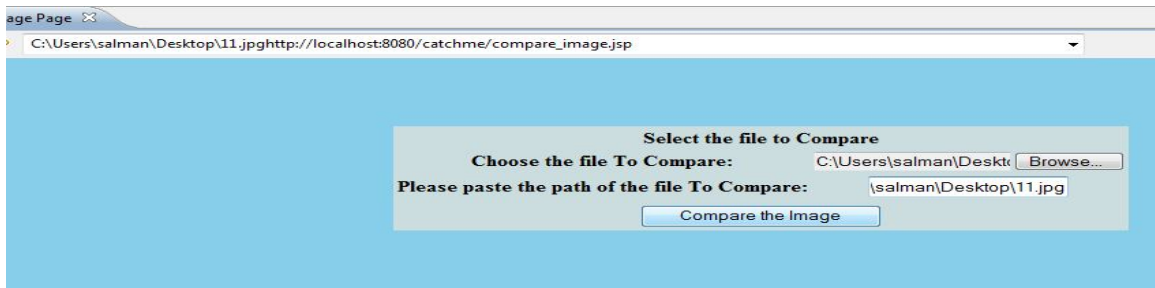 age Page
C:\Users\salman\Desktop\11.jpghttp://localhost:8080/catchme/compare_image.jsp
Select the file to Compare
Choose the file To Compare: C:\Users\salman\Deskt Browse...
Please paste the path of the file To Compare: \salman\Desktop\11.jpg
Compare the Image